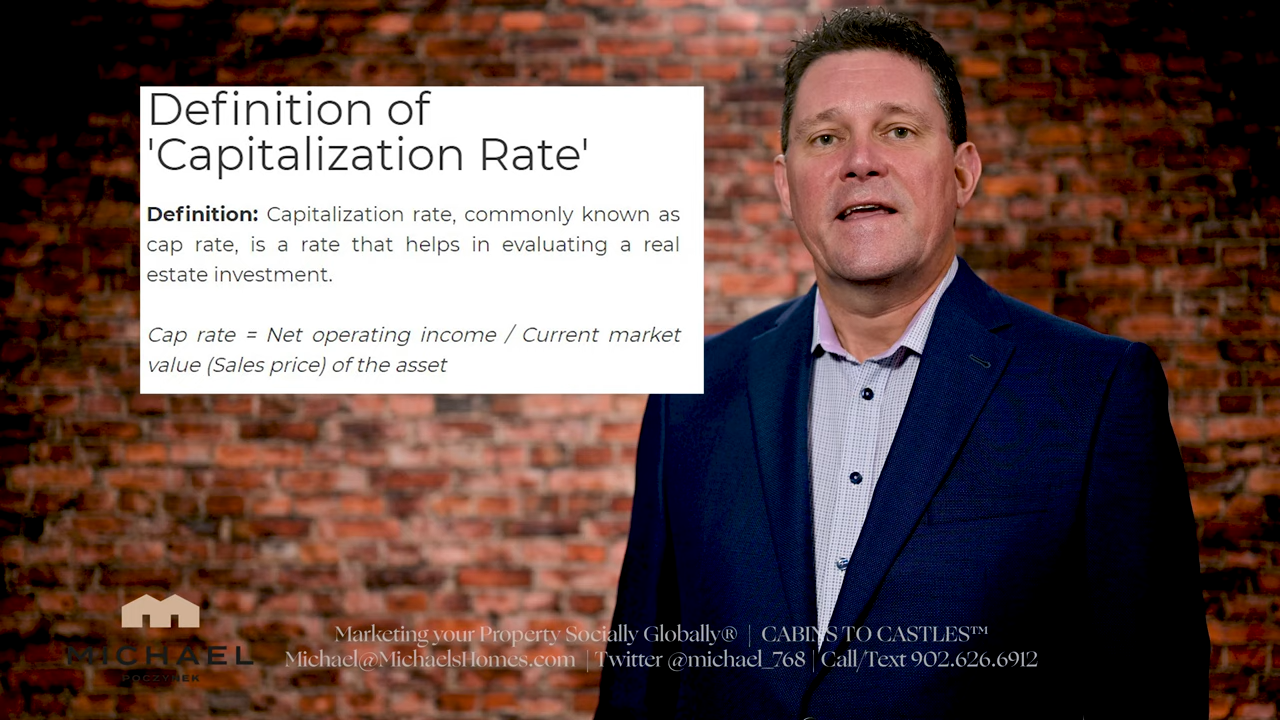 Definition of
'Capitalization Rate'
Definition: Capitalization rate, commonly known as
cap rate, is a rate that helps in evaluating a real
estate investment.
Cap rate = Net operating income / Current market
value (Sales price) of the asset
MICHAEL
POCZYNEK
Marketing your Property Socially Globally® | CABINS TO CASTLES™
Michael@MichaelsHomes.com | Twitter @michael_768 | Call/Text 902.626.6912